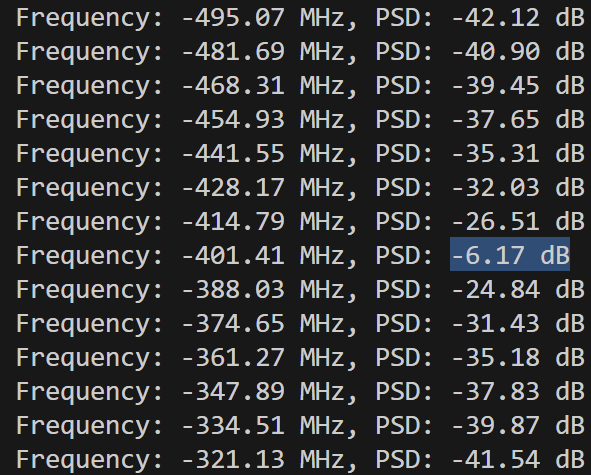 Frequency: -495.07 MHz, PSD: -42.12 dB
Frequency: -481.69 MHz, PSD: -40.90 dB
Frequency: -468.31 MHz, PSD: -39.45 dB
Frequency: -454.93 MHz, PSD: -37.65 dB
Frequency: -441.55 MHz, PSD: -35.31 dB
Frequency: -428.17 MHz, PSD: -32.03 dB
Frequency: -414.79 MHz, PSD: -26.51 dB
Frequency: -401.41 MHz, PSD: -6.17 dB
Frequency: -388.03 MHz, PSD: -24.84 dB
Frequency: -374.65 MHz, PSD: -31.43 dB
Frequency: -361.27 MHz, PSD: -35.18 dB
Frequency: -347.89 MHz, PSD: -37.83 dB
Frequency: -334.51 MHz, PSD: -39.87 dB
Frequency: -321.13 MHz, PSD: -41.54 dB